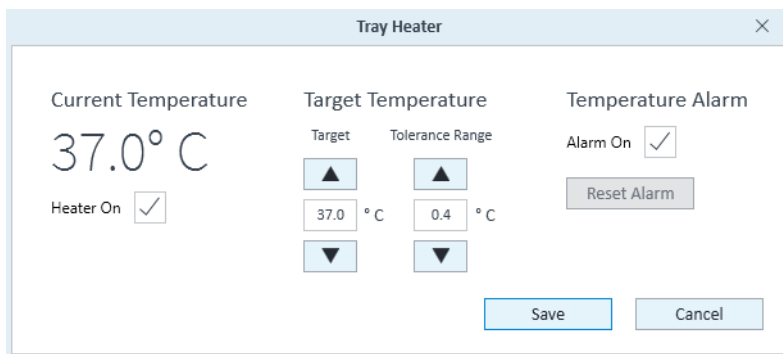 Tray Heater
Current Temperature
37.0° C
Heater On
Target Temperature
Target
Tolerance Range
37.0 ° C
0.4 ° C
Temperature Alarm
Alarm On
Reset Alarm
Save
Cancel